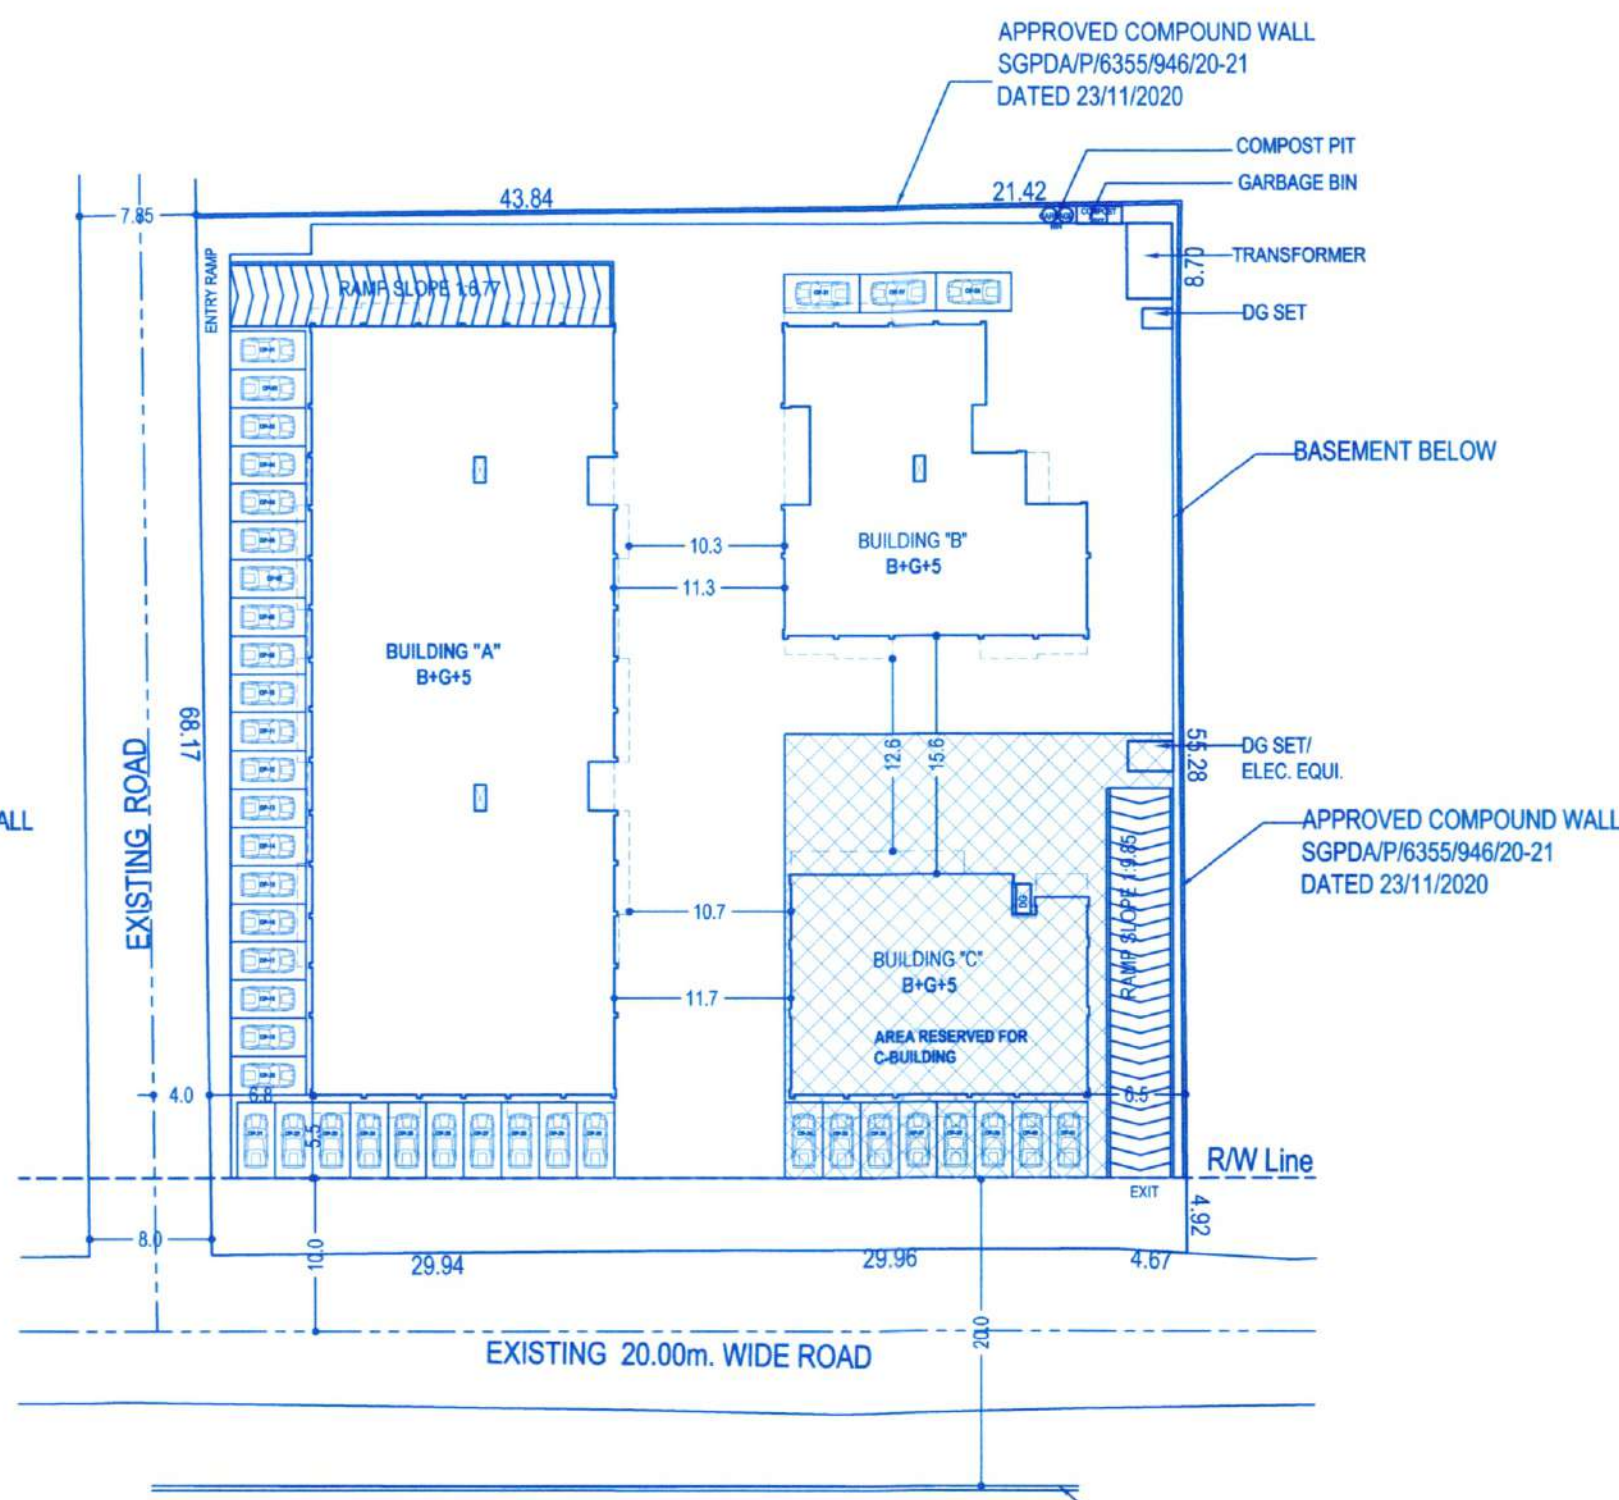 APPROVED COMPOUND WALL
SGPDA/P/6355/946/20-21
DATED 23/11/2020
COMPOST PIT
GARBAGE BIN
43.84
21.42
7.85
TRANSFORMER
8.70
ENTRY RAMP
RAMP SLOPE 1:6.77
DG SET
BASEMENT BELOW
10.3
BUILDING "B"
B+G+5
11.3
BUILDING "A"
B+G+5
68.17
EXISTING ROAD
12.6
15.6
55.28
DG SET/
ELEC. EQUI.
ALL
APPROVED COMPOUND WALL
SGPDA/P/6355/946/20-21
DATED 23/11/2020
RAMP SLOPE 1:9.85
DG
10.7
BUILDING "C"
B+G+5
11.7
AREA RESERVED FOR
C-BUILDING
4.0
6.8
6.5
5.5
R/W Line
EXIT
4.92
8.0
10.0
29.94
29.96
4.67
20.0
EXISTING 20.00m. WIDE ROAD